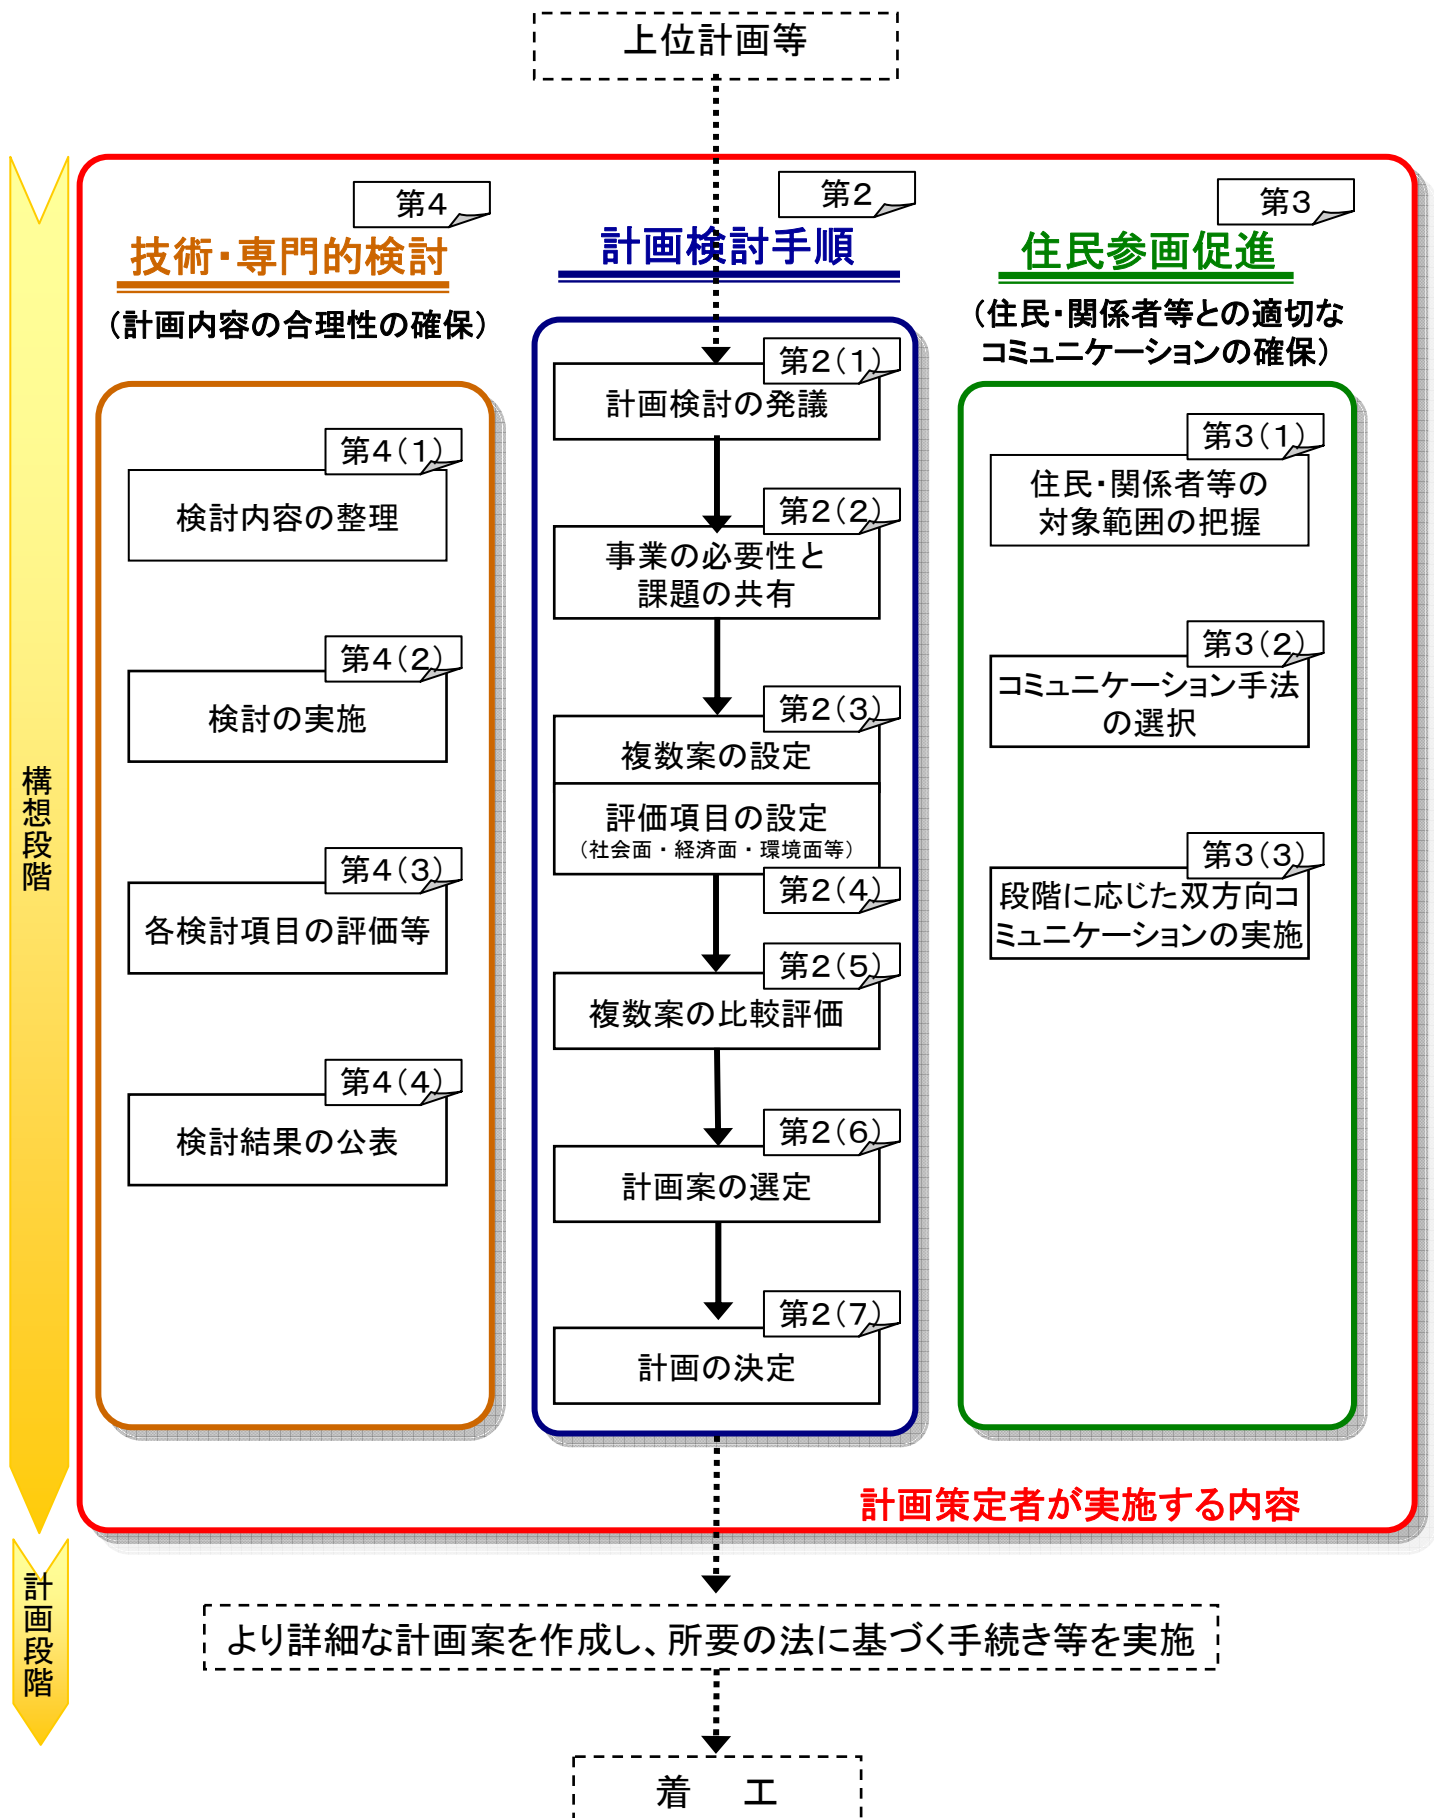 上位計画等
構想段階
計画段階
第4
技術・専門的検討
（計画内容の合理性の確保）
第4（1）
検討内容の整理
第4（2）
検討の実施
第4（3）
各検討項目の評価等
第4（4）
検討結果の公表
第2
計画検討手順
第2（1）
計画検討の発議
第2（2）
事業の必要性と
課題の共有
第2（3）
複数案の設定
評価項目の設定
（社会面・経済面・環境面等）
第2（4）
第2（5）
複数案の比較評価
第2（6）
計画案の選定
第2（7）
計画の決定
第3
住民参画促進
（住民・関係者等との適切な
コミュニケーションの確保）
第3（1）
住民・関係者等の
対象範囲の把握
第3（2）
コミュニケーション手法
の選択
第3（3）
段階に応じた双方向コ
ミュニケーションの実施
計画策定者が実施する内容
より詳細な計画案を作成し、所要の法に基づく手続き等を実施
着　工